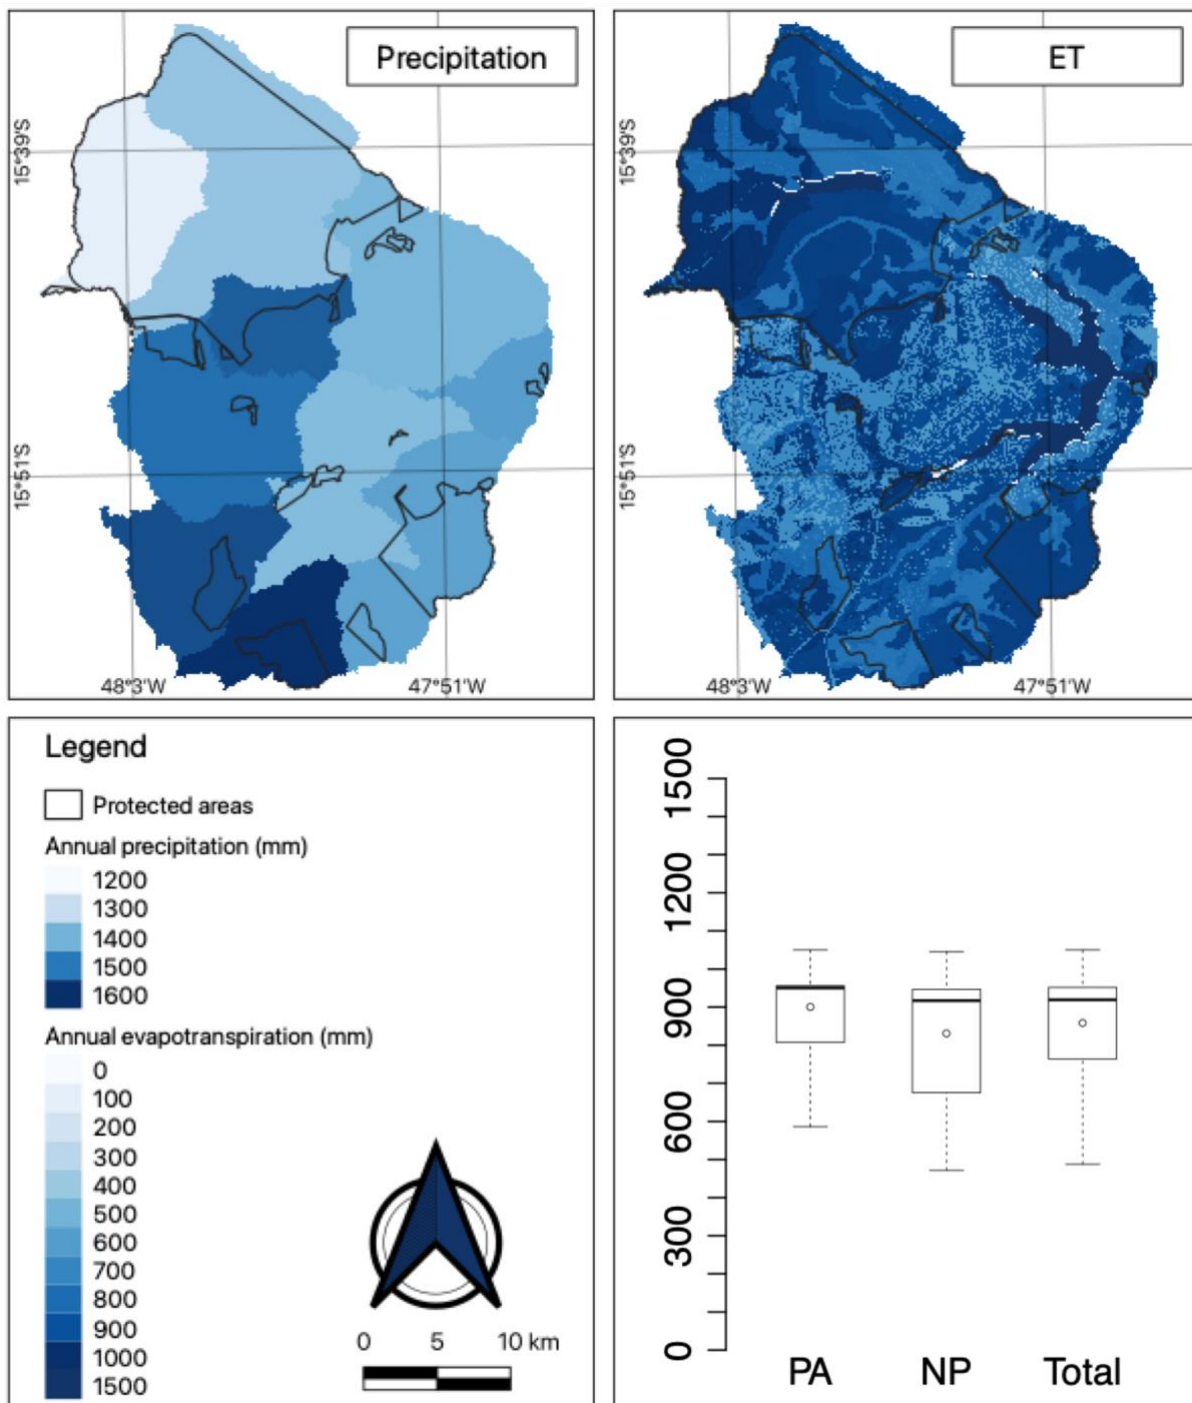 Precipitation
15°39'S
15°51'S
48°3'W
47°51'W
ET
15°39'S
15°51'S
48°3'W
47°51'W
Legend
Protected areas
Annual precipitation (mm)
1200
1300
1400
1500
1600
Annual evapotranspiration (mm)
0
100
200
300
400
500
600
700
800
900
1000
1500
0 5 10 km
1500
1200
900
600
300
0
PA NP Total